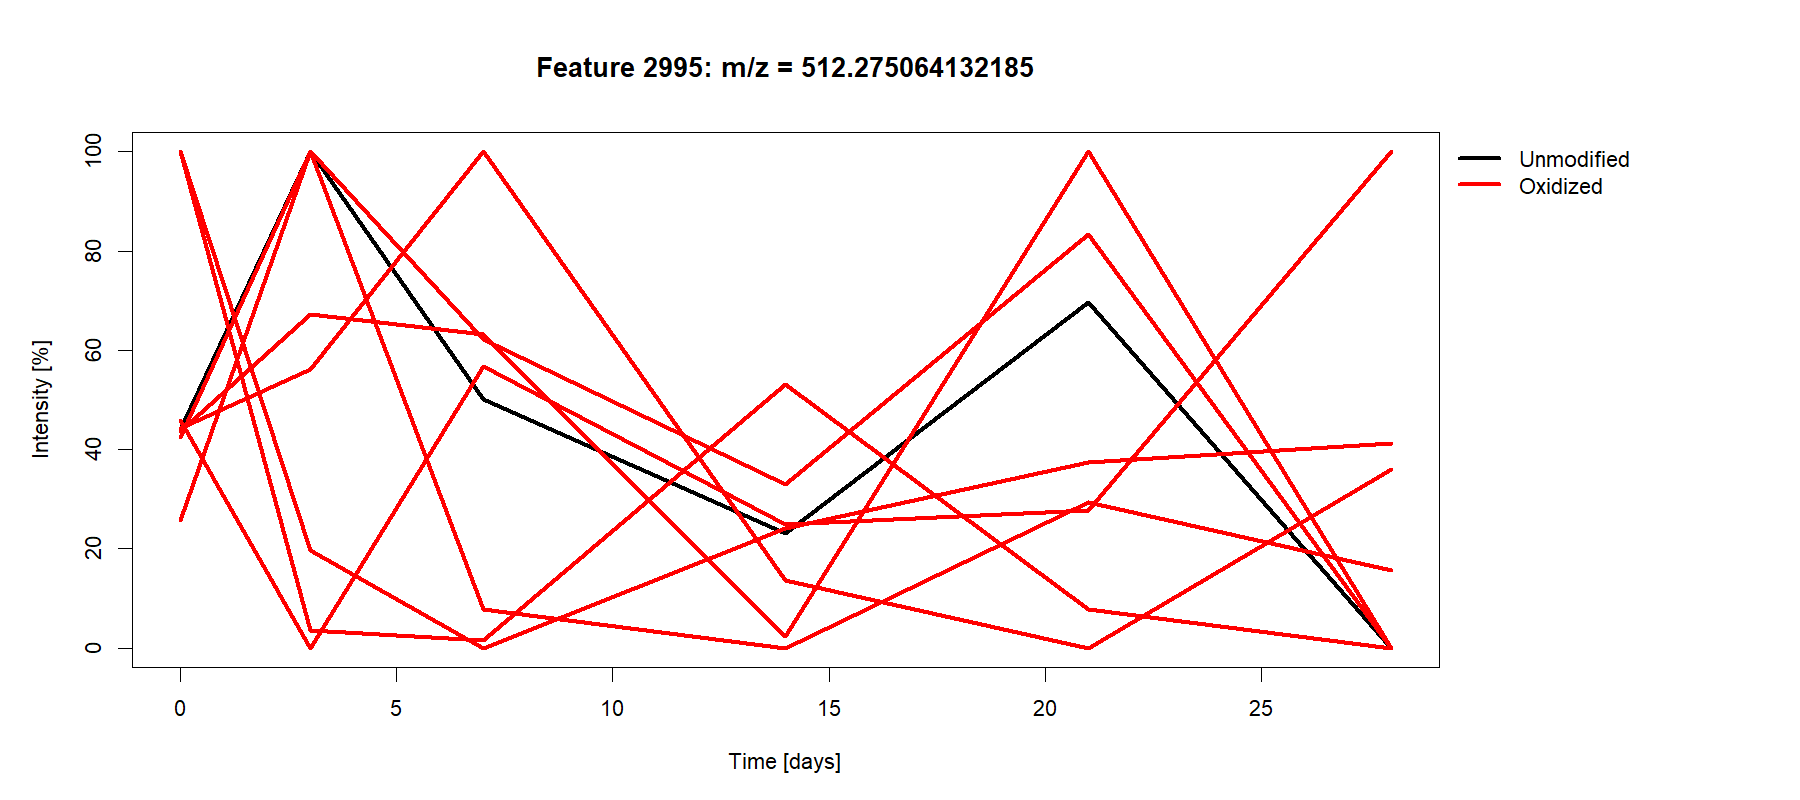 Feature 2995: m/z = 512.275064132185
100
80
60
40
20
0
Intensity [%]
0 5 10 15 20 25
Time [days]
Unmodified
Oxidized